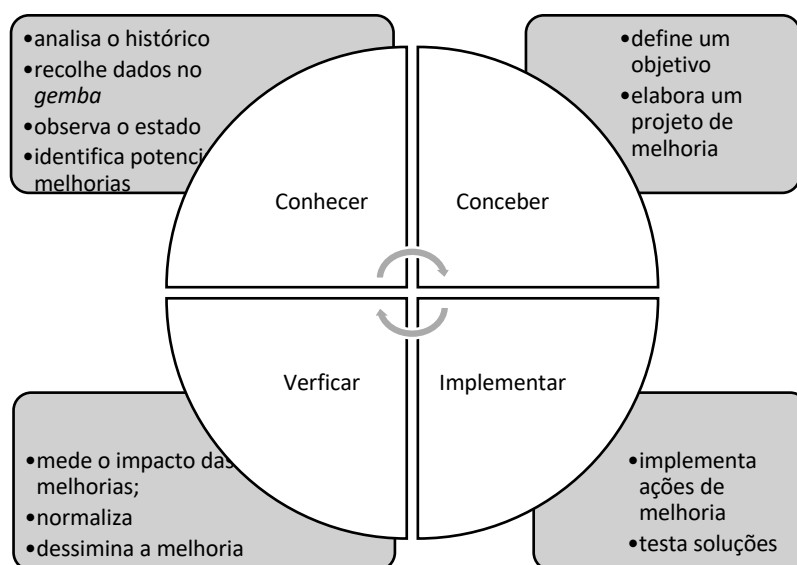 •analisa o histórico
•recolhe dados no
gemba
•observa o estado
•identifica potenci
melhorias
•define um
objetivo
•elabora um
projeto de
melhoria
Conhecer
Conceber
Verficar
Implementar
•mede o impacto das
melhorias;
•normaliza
•dessimina a melhoria
•implementa
ações de
melhoria
•testa soluções